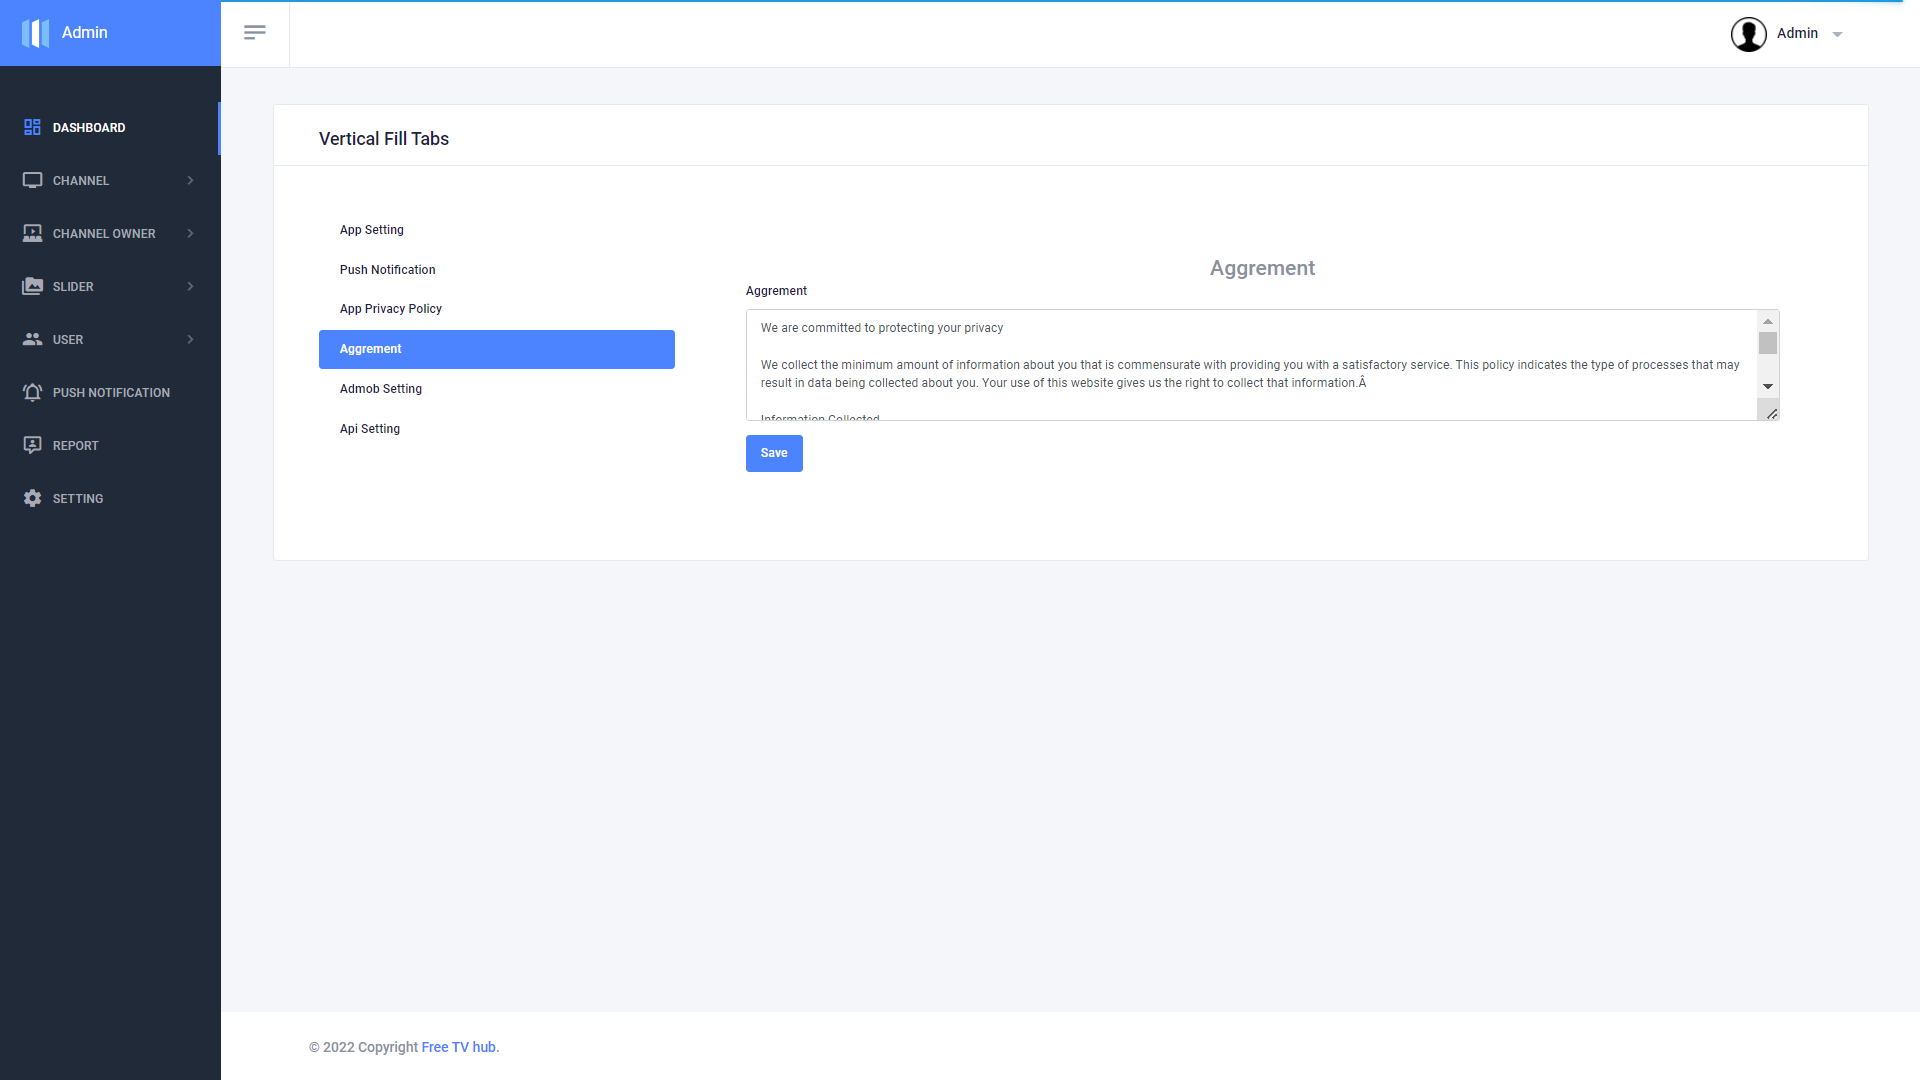 Admin
Admin
DASHBOARD
CHANNEL
CHANNEL OWNER
SLIDER
USER
PUSH NOTIFICATION
REPORT
SETTING
Vertical Fill Tabs
App Setting
Push Notification
App Privacy Policy
Aggrement
Admob Setting
Api Setting
Aggrement
Aggrement
We are committed to protecting your privacy
We collect the minimum amount of information about you that is commensurate with providing you with a satisfactory service. This policy indicates the type of processes that may
result in data being collected about you. Your use of this website gives us the right to collect that information.Â
Information Collected
Save
© 2022 Copyright Free TV hub.